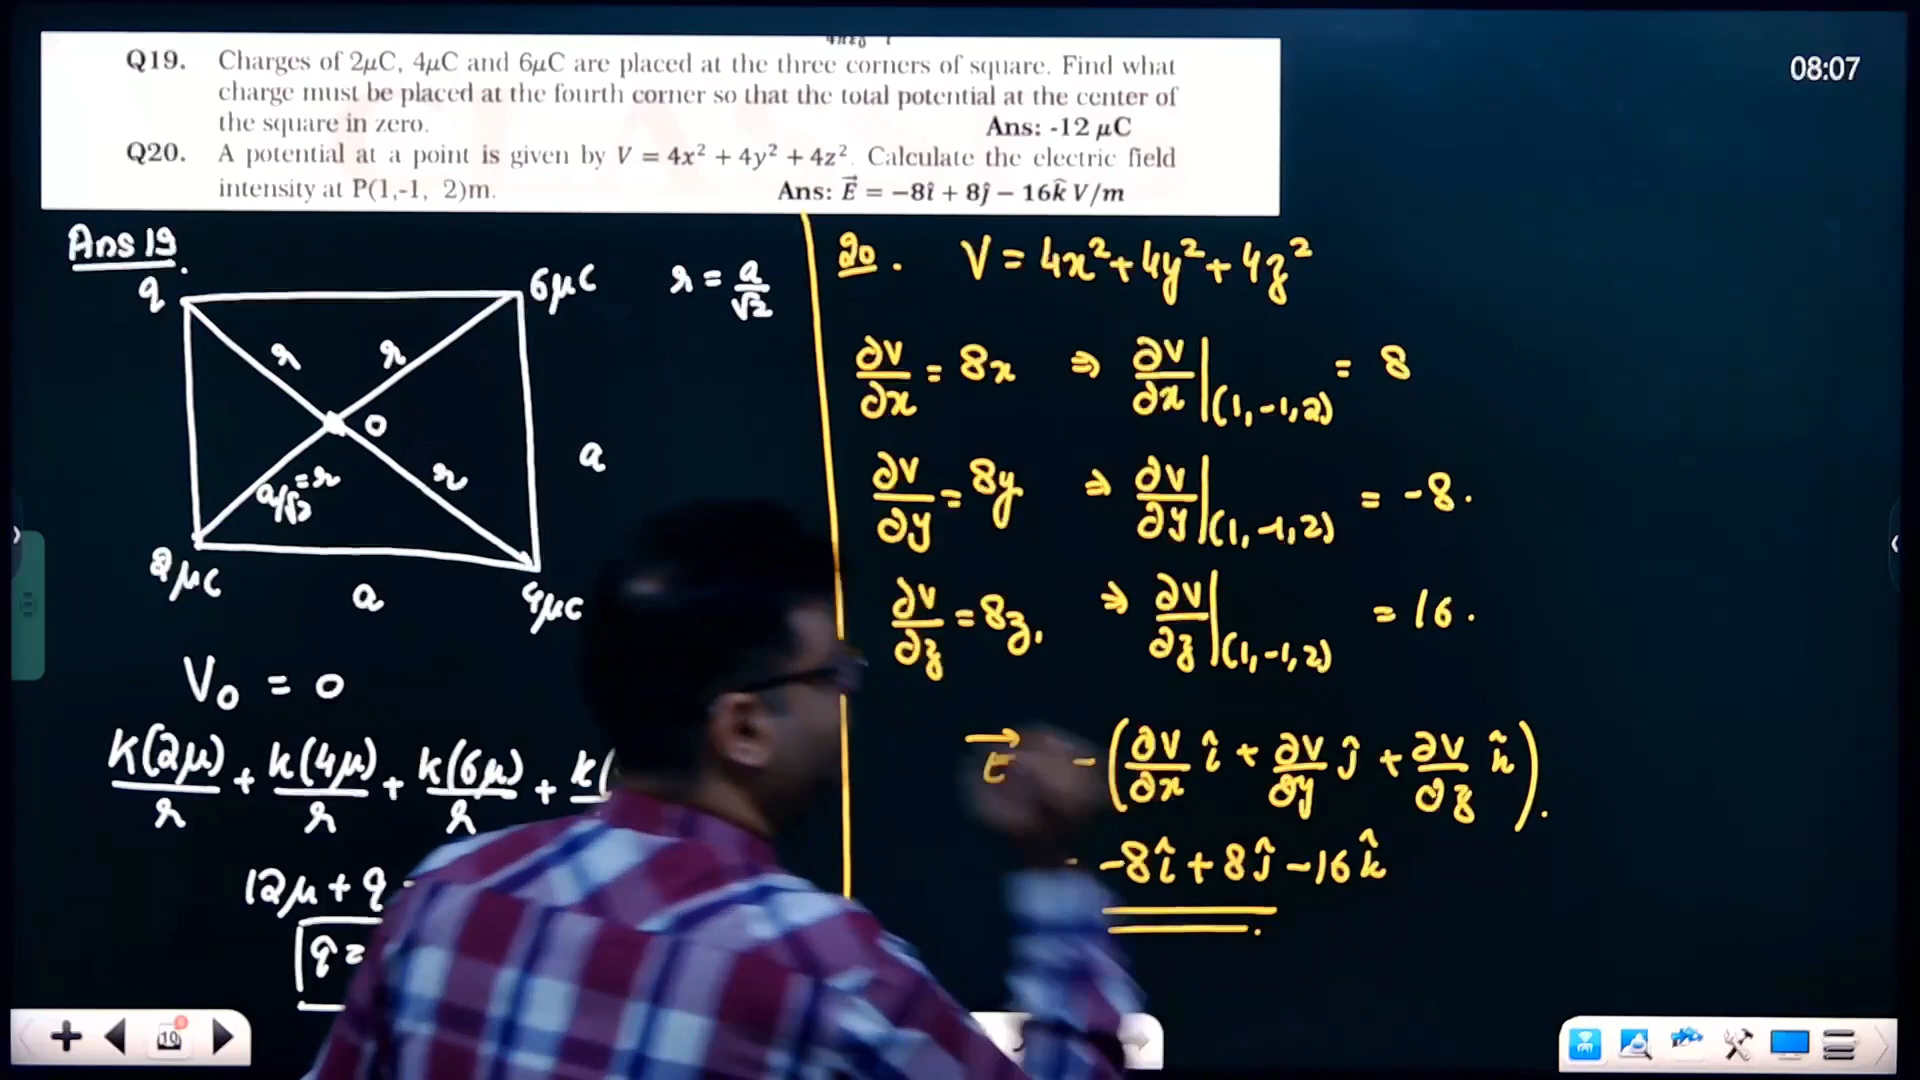 Q19. Charges of 2μC, 4μC and 6μC are placed at the three corners of square. Find what
charge must be placed at the fourth corner so that the total potential at the center of
the square in zero. Ans: -12 μC
Q20. A potential at a point is given by V = 4x² + 4y² + 4z². Calculate the electric field
intensity at P(1,-1, 2)m. Ans: E⃗ = −8î + 8ĵ − 16k̂ V/m
08:07
Ans 19.
q 6μC r = a/√2
r r
O
a/√2 = r r a
2μC a 4μC
V₀ = 0
K(2μ)/r + k(4μ)/r + k(6μ)/r + k(
12μ + q
q =
20. V = 4x² + 4y² + 4z²
∂V/∂x = 8x ⇒ ∂V/∂x|(1,-1,2) = 8
∂V/∂y = 8y ⇒ ∂V/∂y|(1,-1,2) = -8.
∂V/∂z = 8z, ⇒ ∂V/∂z|(1,-1,2) = 16.
E⃗ -(∂V/∂x î + ∂V/∂y ĵ + ∂V/∂z k̂).
-8î + 8ĵ - 16k̂
10